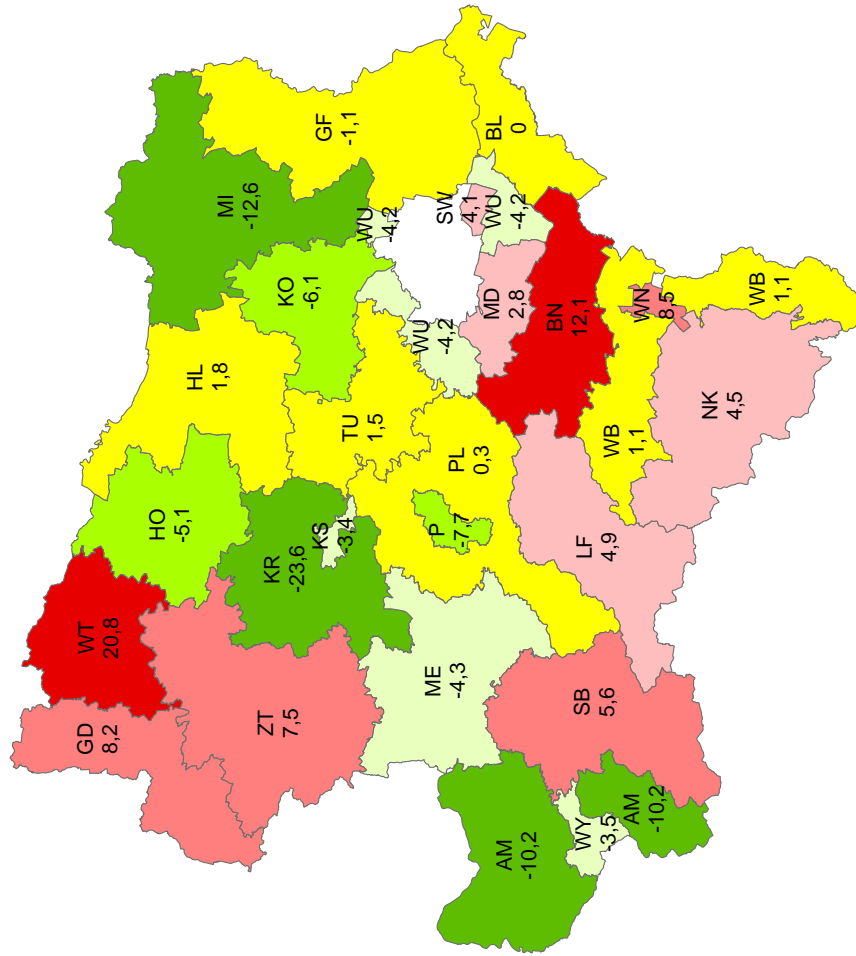 GD
8,2
WT
20,8
HO
-5,1
HL
1,8
MI
-12,6
ZT
7,5
KR
-23,6
KO
-6,1
GF
-1,1
KS
-3,4
TU
1,5
WU
-4,2
ME
-4,3
P
-7,7
WU
-4,2
SW
4,1
PL
0,3
BL
0
WU
-4,2
MD
2,8
AM
-10,2
BN
12,1
WY
-3,5
SB
5,6
LF
4,9
WB
1,1
AM
-10,2
WN
8,5
NK
4,5
WB
1,1